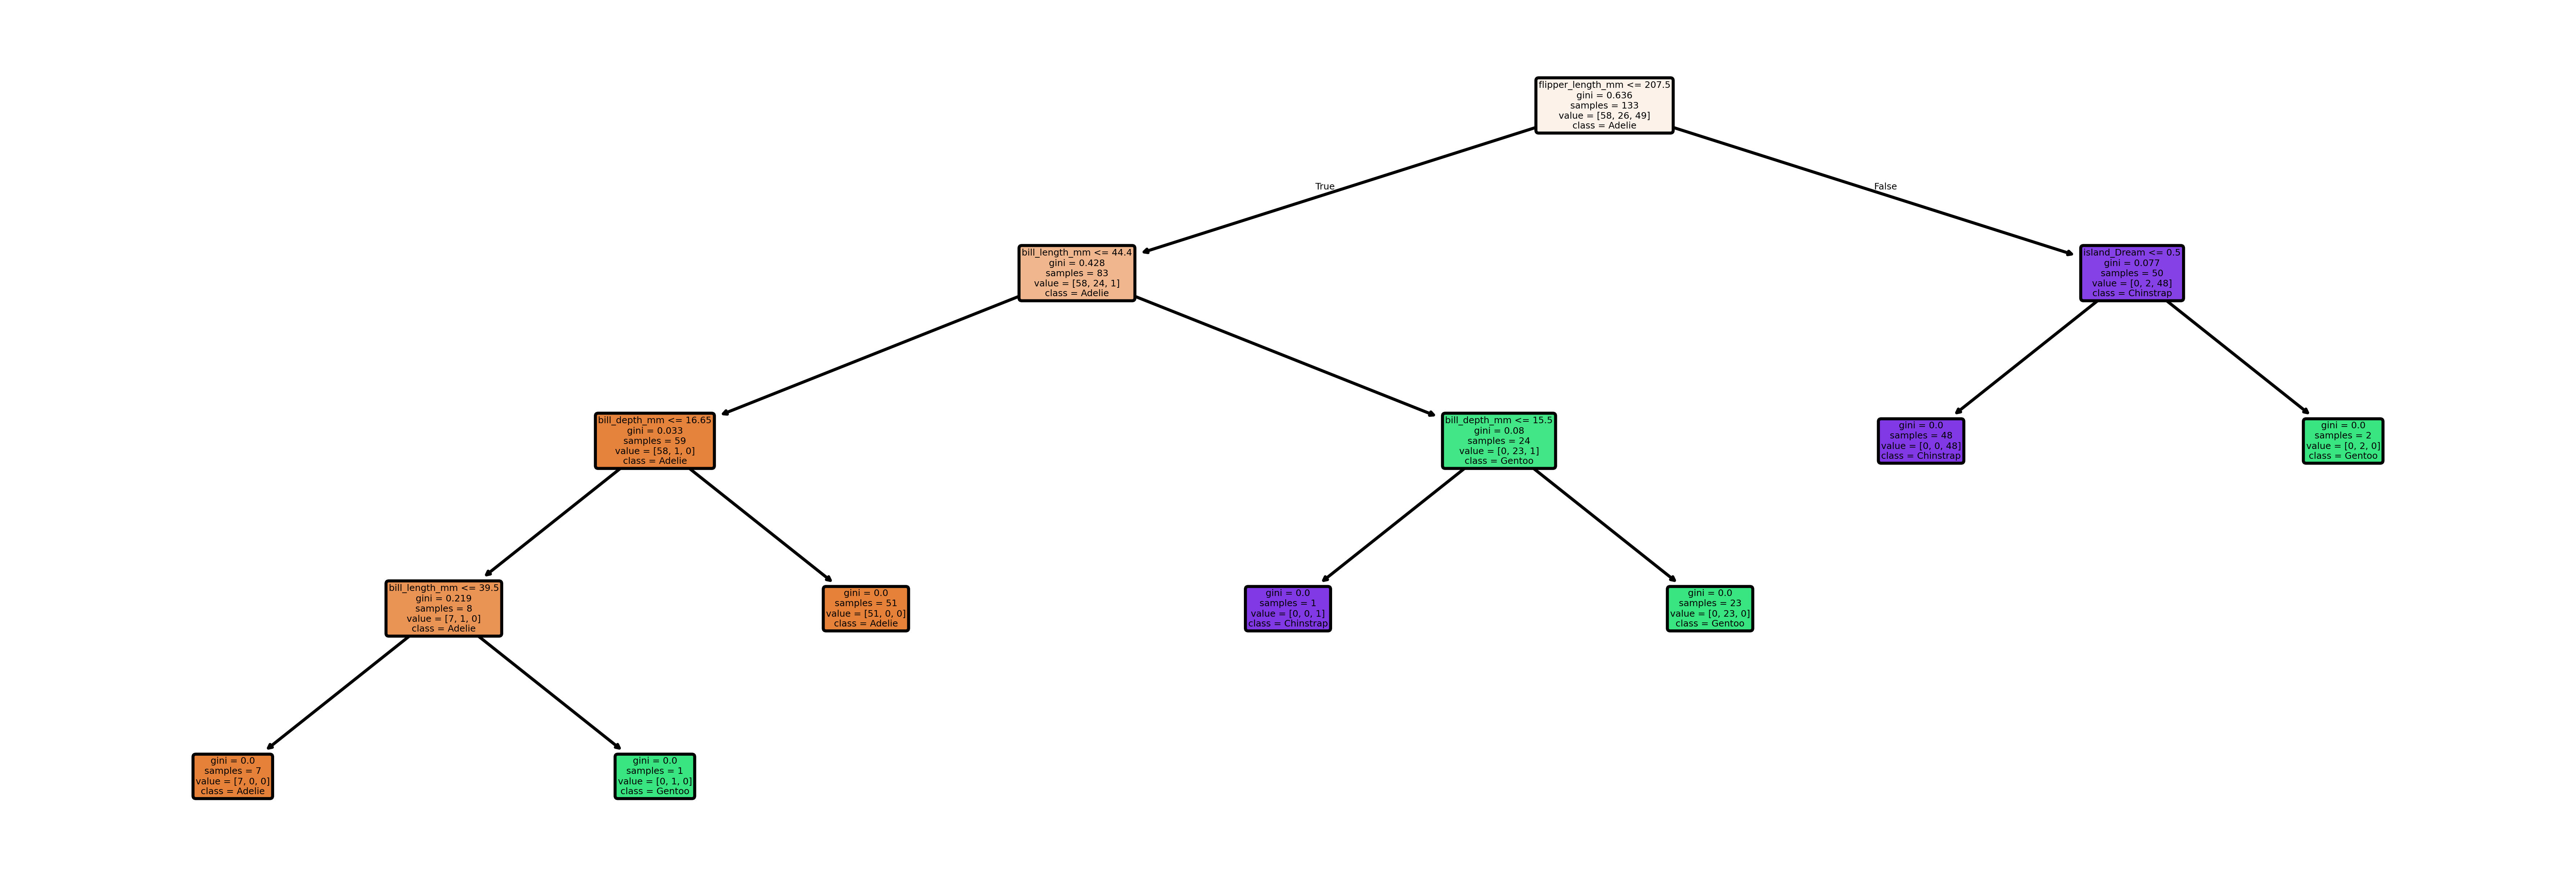 flipper_length_mm <= 207.5
gini = 0.636
samples = 133
value = [58, 26, 49]
class = Adelie
True
False
bill_length_mm <= 44.4
gini = 0.428
samples = 83
value = [58, 24, 1]
class = Adelie
island_Dream <= 0.5
gini = 0.077
samples = 50
value = [0, 2, 48]
class = Chinstrap
bill_depth_mm <= 16.65
gini = 0.033
samples = 59
value = [58, 1, 0]
class = Adelie
bill_depth_mm <= 15.5
gini = 0.08
samples = 24
value = [0, 23, 1]
class = Gentoo
gini = 0.0
samples = 48
value = [0, 0, 48]
class = Chinstrap
gini = 0.0
samples = 2
value = [0, 2, 0]
class = Gentoo
bill_length_mm <= 39.5
gini = 0.219
samples = 8
value = [7, 1, 0]
class = Adelie
gini = 0.0
samples = 51
value = [51, 0, 0]
class = Adelie
gini = 0.0
samples = 1
value = [0, 0, 1]
class = Chinstrap
gini = 0.0
samples = 23
value = [0, 23, 0]
class = Gentoo
gini = 0.0
samples = 7
value = [7, 0, 0]
class = Adelie
gini = 0.0
samples = 1
value = [0, 1, 0]
class = Gentoo